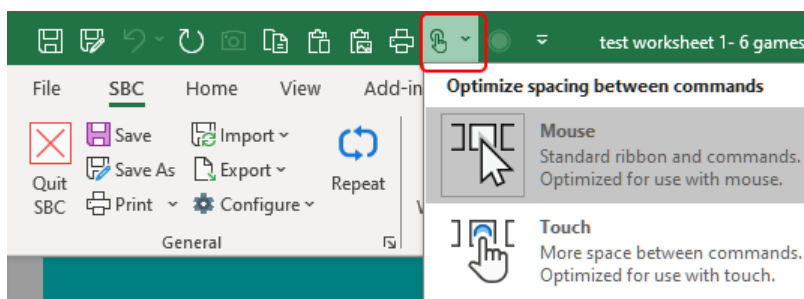 test worksheet 1- 6 games
File SBC Home View Add-in
Optimize spacing between commands
Save Import
Mouse
Standard ribbon and commands.
Optimized for use with mouse.
Save As Export
Quit
SBC
Repeat
Print Configure
General
Touch
More space between commands.
Optimized for use with touch.